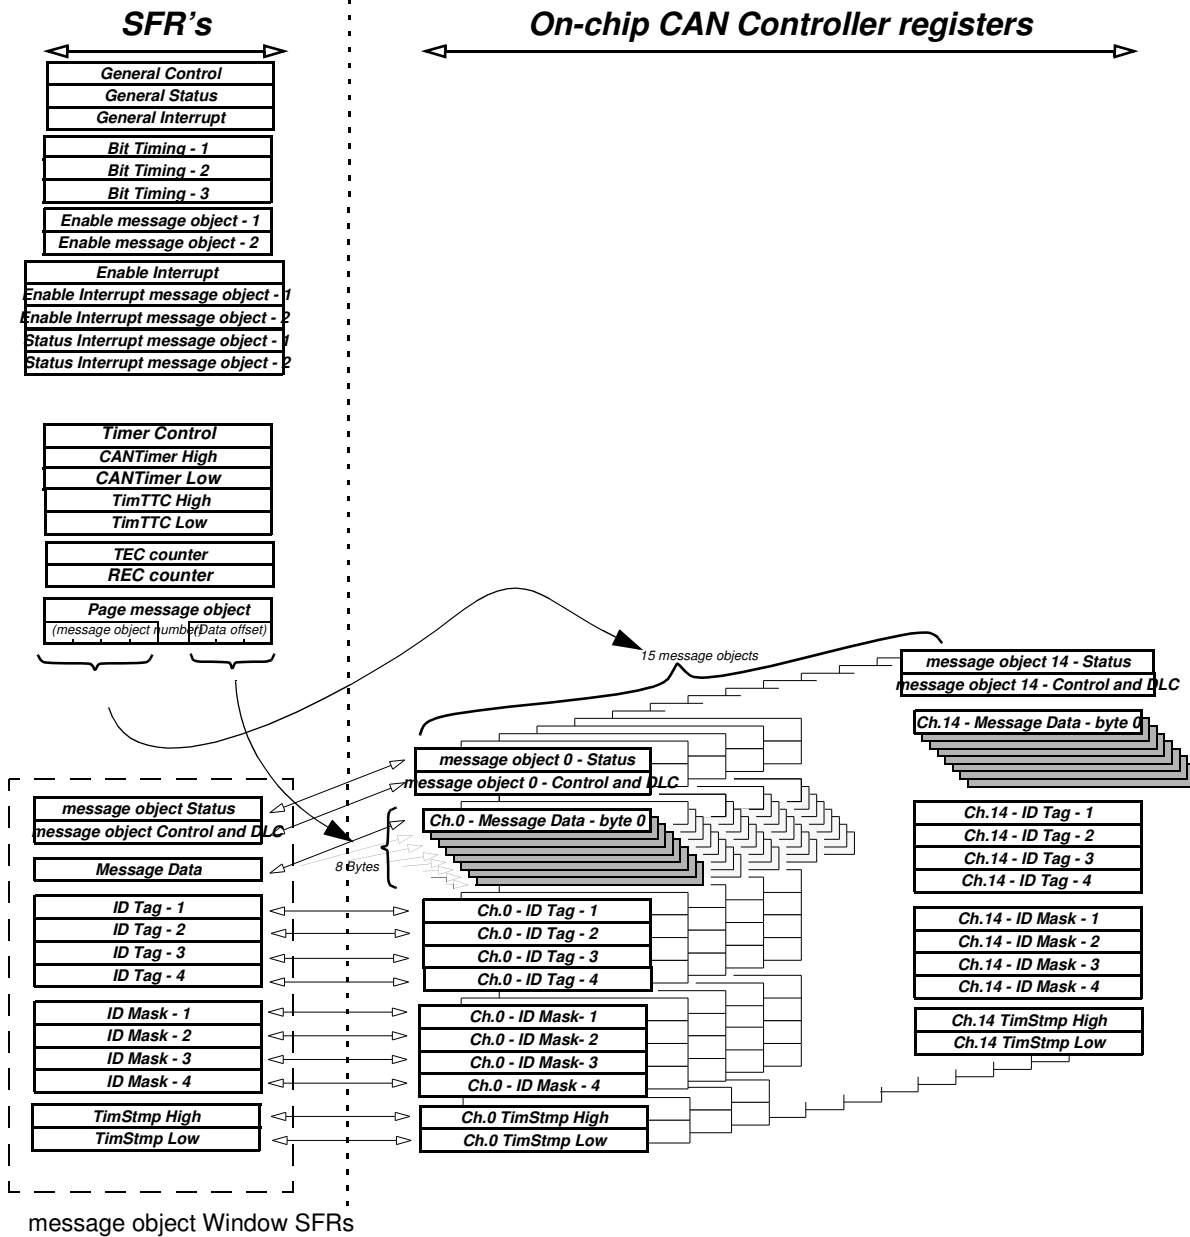 SFR's
On-chip CAN Controller registers
General Control
General Status
General Interrupt
Bit Timing - 1
Bit Timing - 2
Bit Timing - 3
Enable message object - 1
Enable message object - 2
Enable Interrupt
Enable Interrupt message object - 1
Enable Interrupt message object - 2
Status Interrupt message object - 1
Status Interrupt message object - 2
Timer Control
CANTimer High
CANTimer Low
TimTTC High
TimTTC Low
TEC counter
REC counter
Page message object
(message object number)
(Data offset)
15 message objects
message object 14 - Status
message object 14 - Control and DLC
Ch.14 - Message Data - byte 0
Ch.14 - ID Tag - 1
Ch.14 - ID Tag - 2
Ch.14 - ID Tag - 3
Ch.14 - ID Tag - 4
Ch.14 - ID Mask - 1
Ch.14 - ID Mask - 2
Ch.14 - ID Mask - 3
Ch.14 - ID Mask - 4
Ch.14 TimStmp High
Ch.14 TimStmp Low
message object 0 - Status
message object 0 - Control and DLC
Ch.0 - Message Data - byte 0
8 Bytes
Ch.0 - ID Tag - 1
Ch.0 - ID Tag - 2
Ch.0 - ID Tag - 3
Ch.0 - ID Tag - 4
Ch.0 - ID Mask- 1
Ch.0 - ID Mask- 2
Ch.0 - ID Mask- 3
Ch.0 - ID Mask - 4
Ch.0 TimStmp High
Ch.0 TimStmp Low
message object Status
message object Control and DLC
Message Data
ID Tag - 1
ID Tag - 2
ID Tag - 3
ID Tag - 4
ID Mask - 1
ID Mask - 2
ID Mask - 3
ID Mask - 4
TimStmp High
TimStmp Low
message object Window SFRs